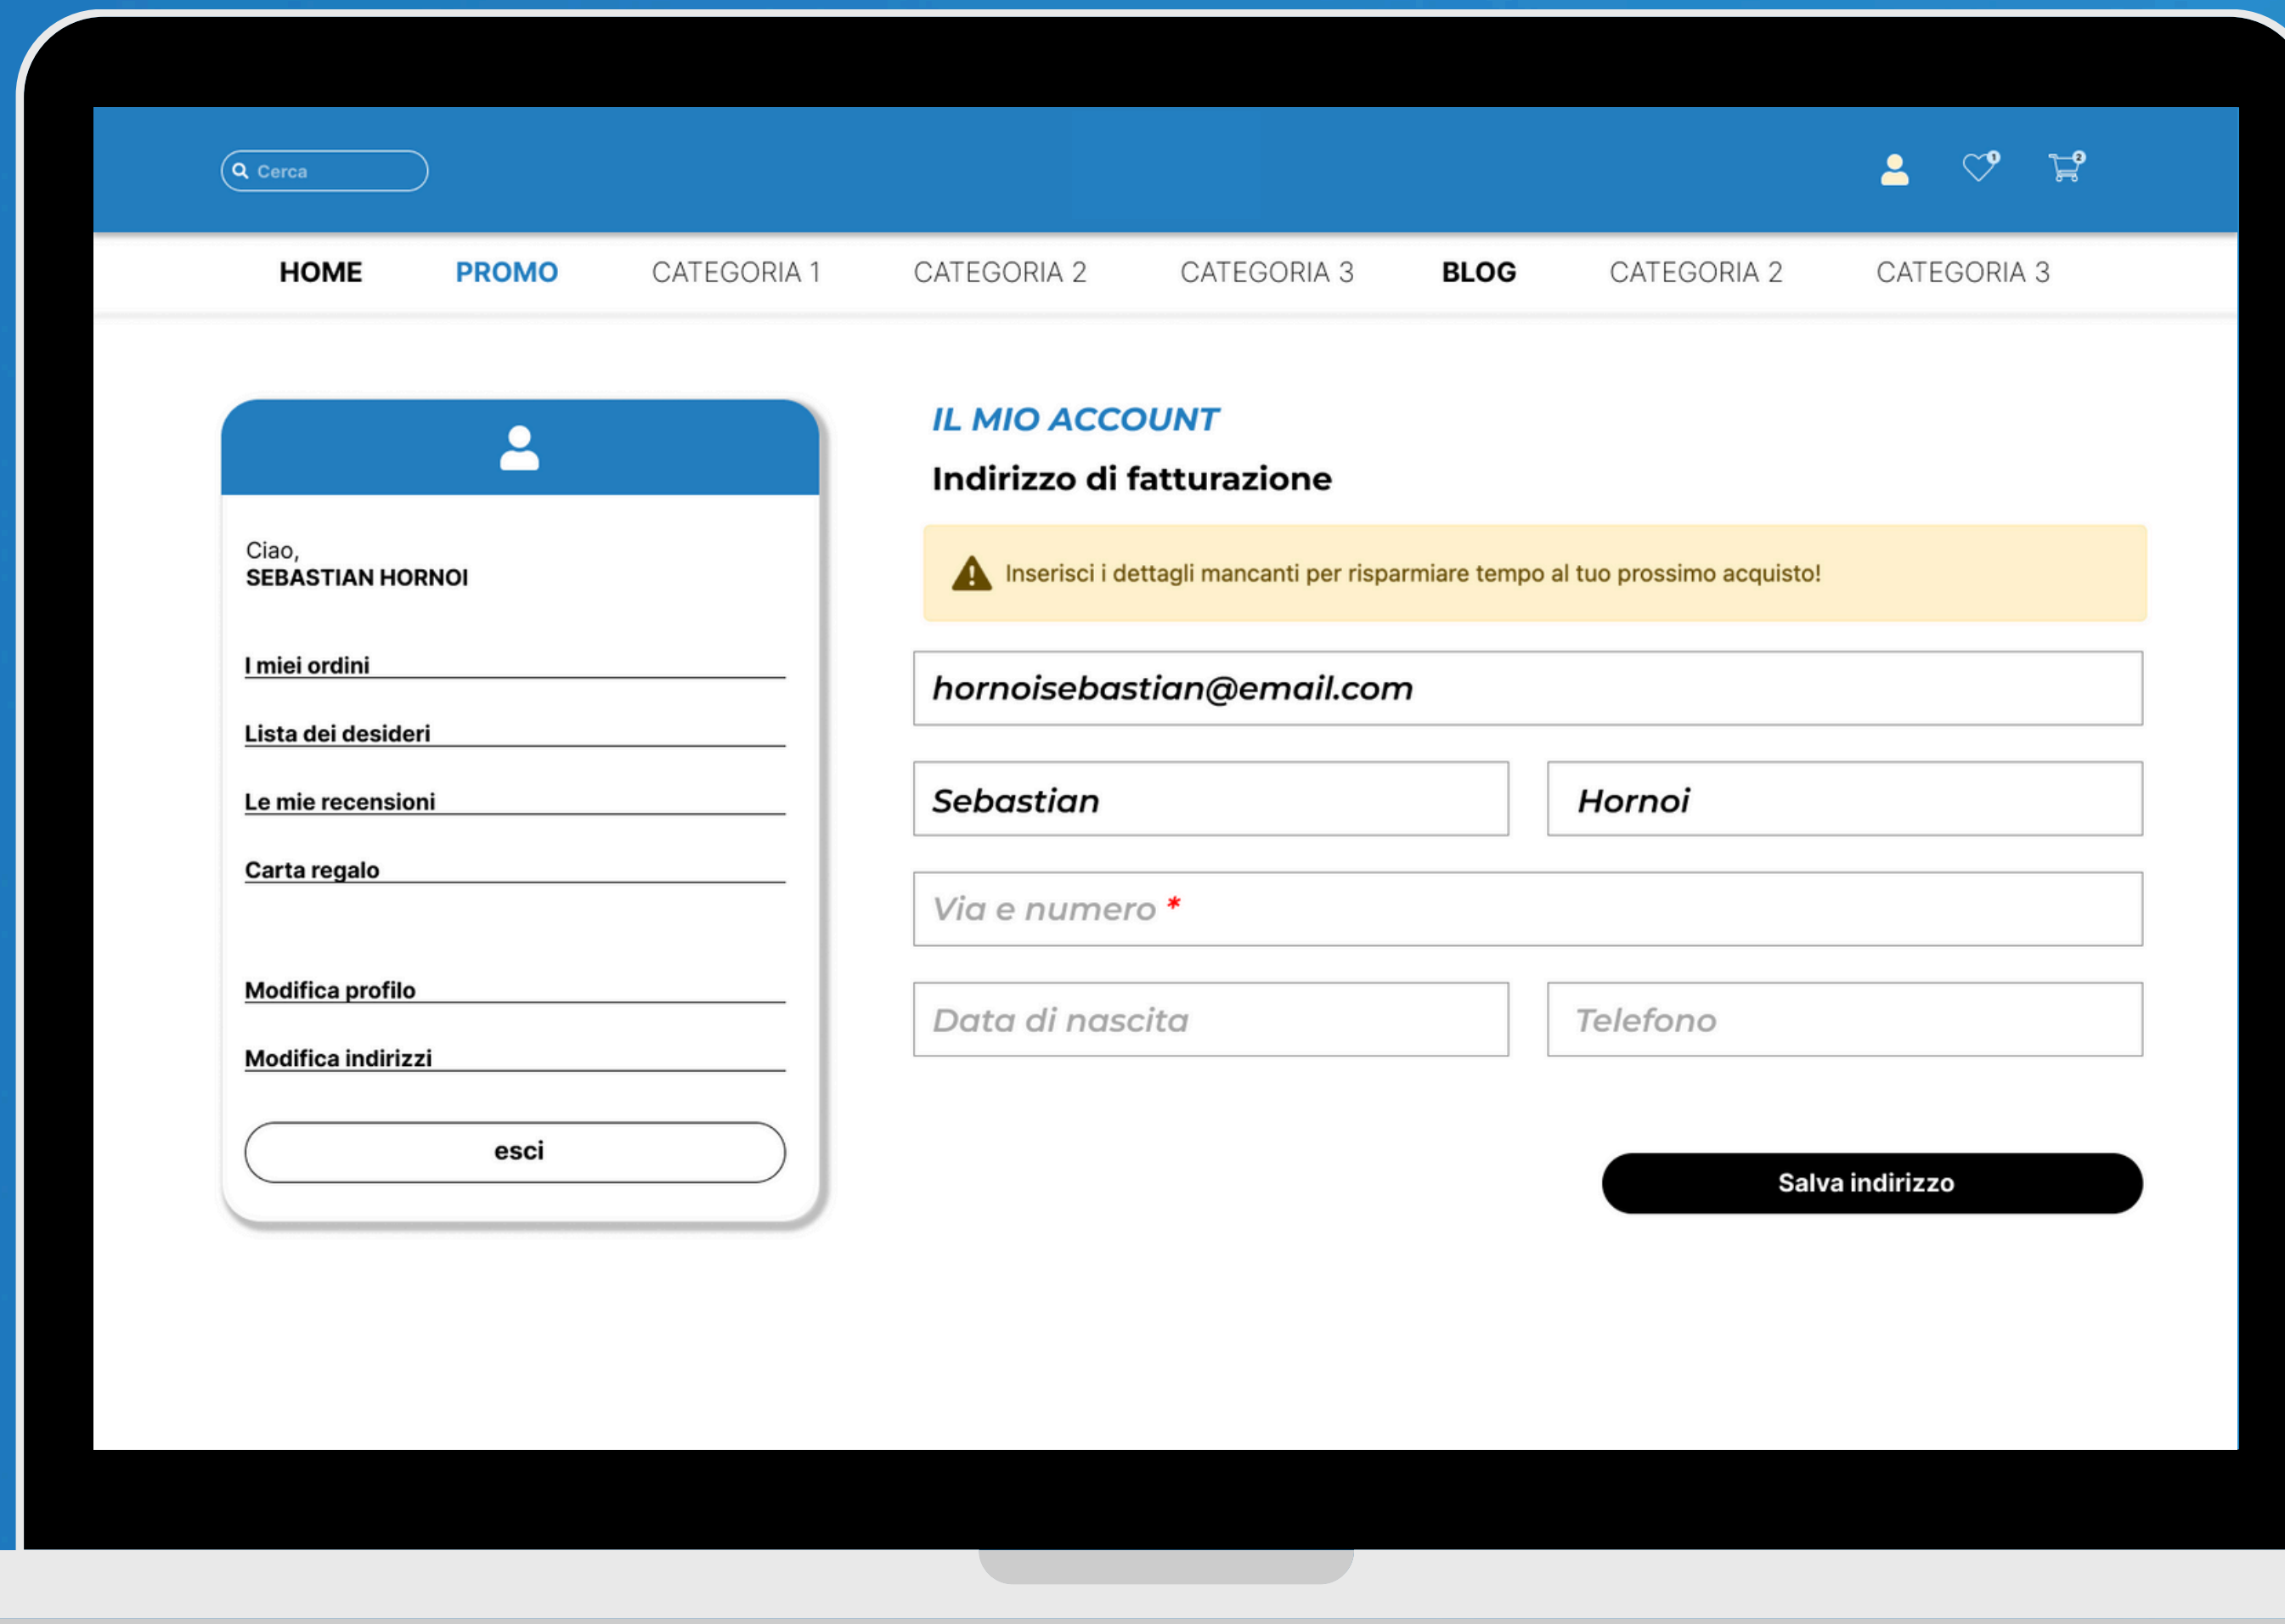 Cerca
1
2
HOME PROMO CATEGORIA 1 CATEGORIA 2 CATEGORIA 3 BLOG CATEGORIA 2 CATEGORIA 3
Ciao,
SEBASTIAN HORNOI
I miei ordini
Lista dei desideri
Le mie recensioni
Carta regalo
Modifica profilo
Modifica indirizzi
esci
IL MIO ACCOUNT
Indirizzo di fatturazione
Inserisci i dettagli mancanti per risparmiare tempo al tuo prossimo acquisto!
hornoisebastian@email.com
Sebastian
Hornoi
Via e numero *
Data di nascita
Telefono
Salva indirizzo